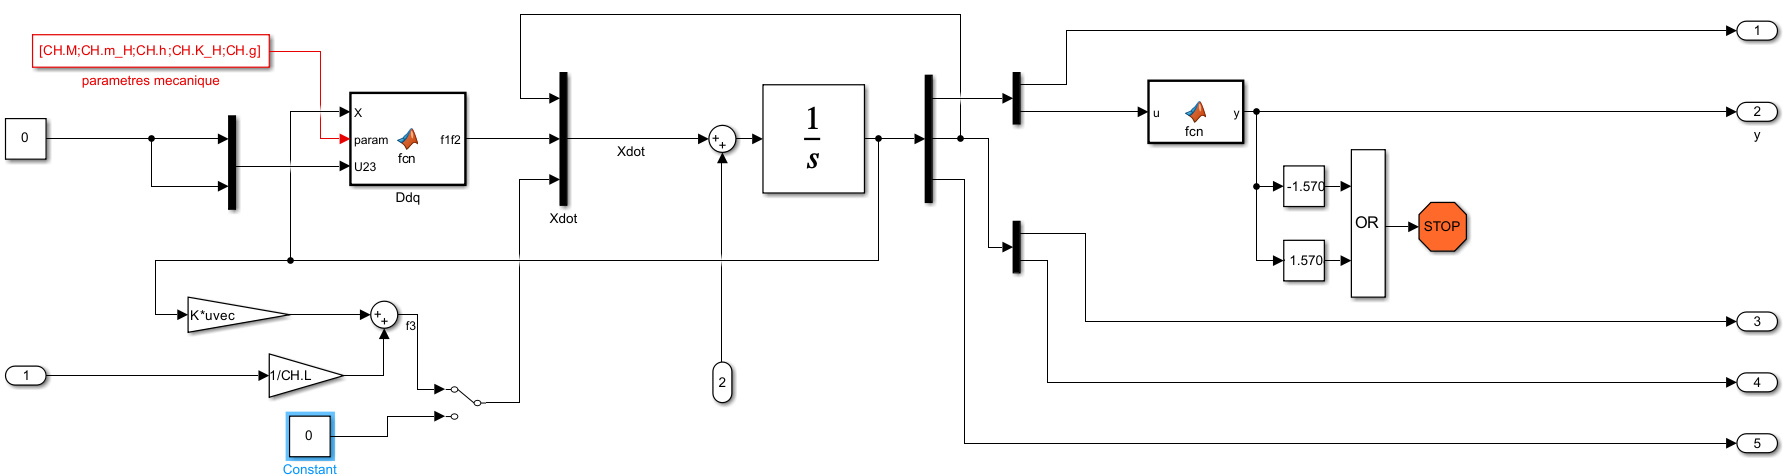 [CH.M;CH.m_H;CH.h;CH.K_H;CH.g]
parametres mecanique
0
X
param
U23
fcn
f1f2
Ddq
Xdot
Xdot
+
+
1
s
u
fcn
y
1
2
y
-1.570
1.570
OR
STOP
K*uvec
+
+
f3
1
1/CH.L
0
Constant
2
3
4
5